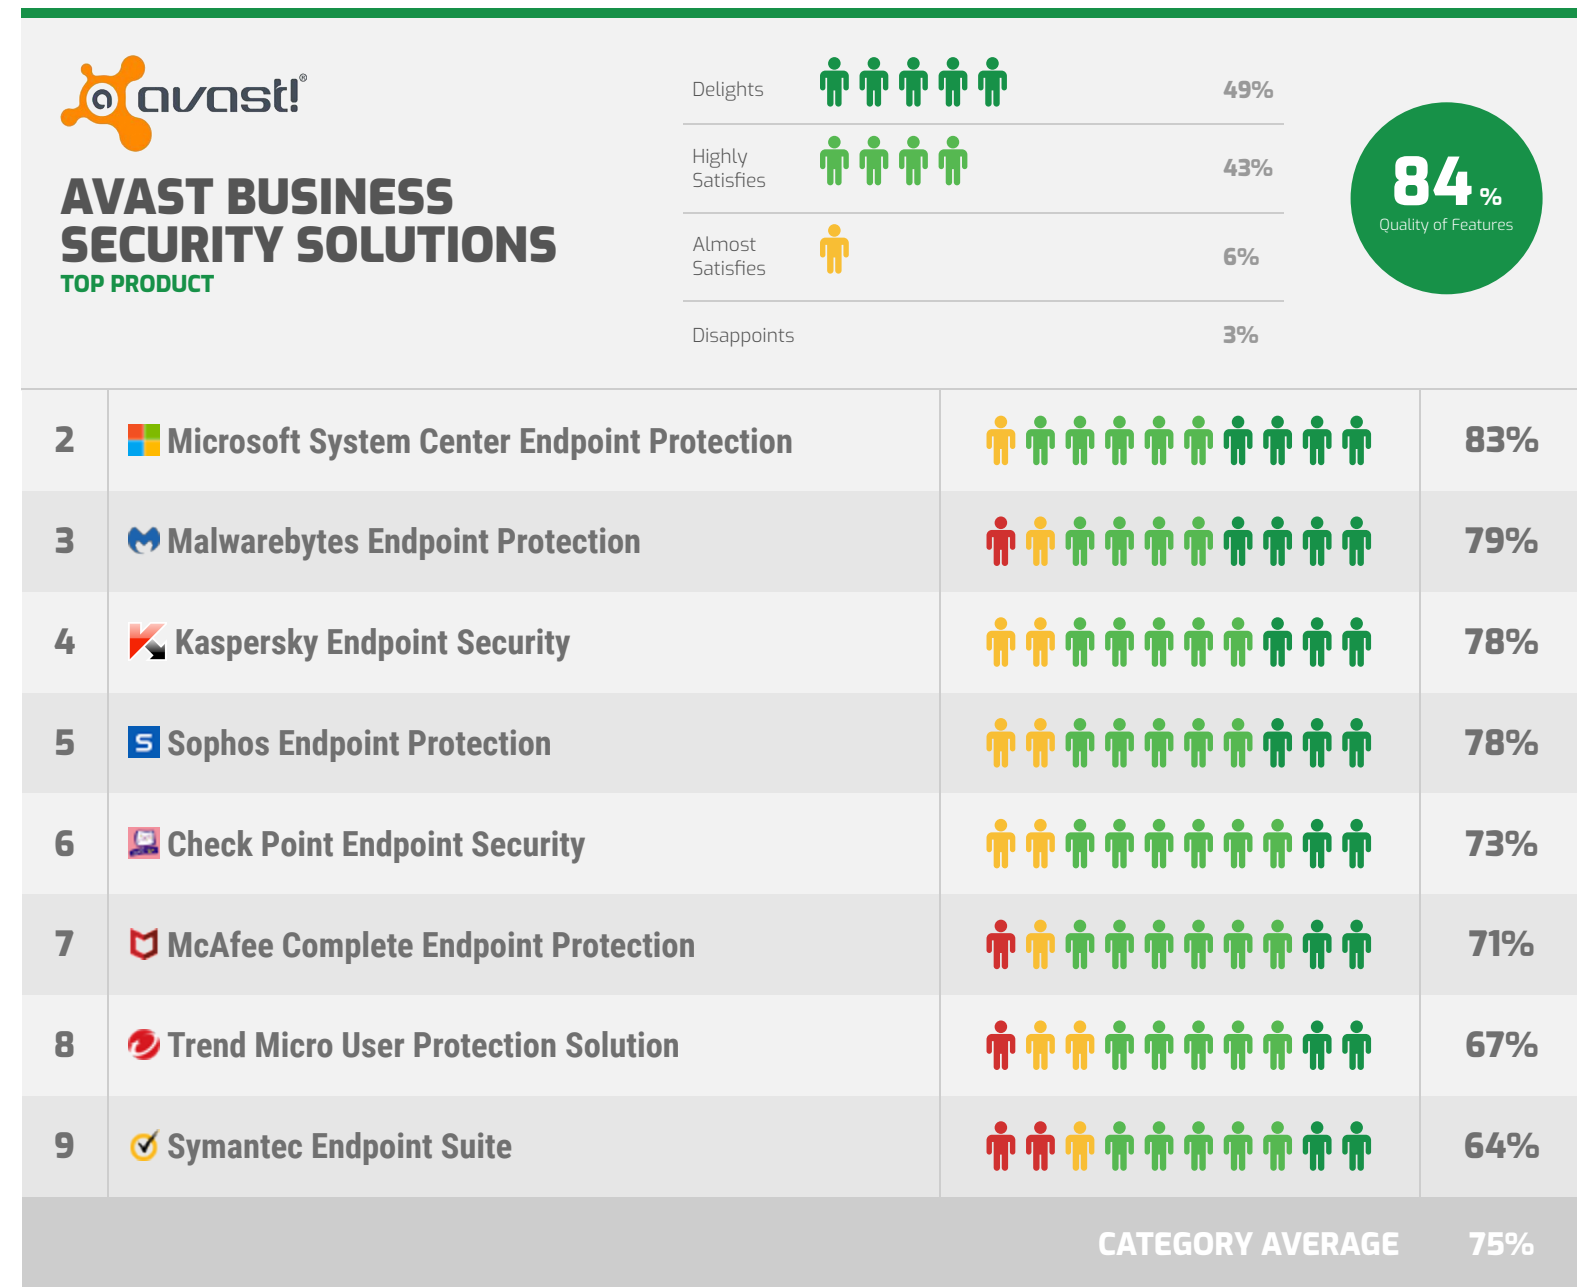 avast!®
AVAST BUSINESS
SECURITY SOLUTIONS
TOP PRODUCT
Delights 49%
Highly
Satisfies 43%
Almost
Satisfies 6%
Disappoints 3%
84%
Quality of Features
2 Microsoft System Center Endpoint Protection 83%
3 Malwarebytes Endpoint Protection 79%
4 Kaspersky Endpoint Security 78%
5 Sophos Endpoint Protection 78%
6 Check Point Endpoint Security 73%
7 McAfee Complete Endpoint Protection 71%
8 Trend Micro User Protection Solution 67%
9 Symantec Endpoint Suite 64%
CATEGORY AVERAGE 75%